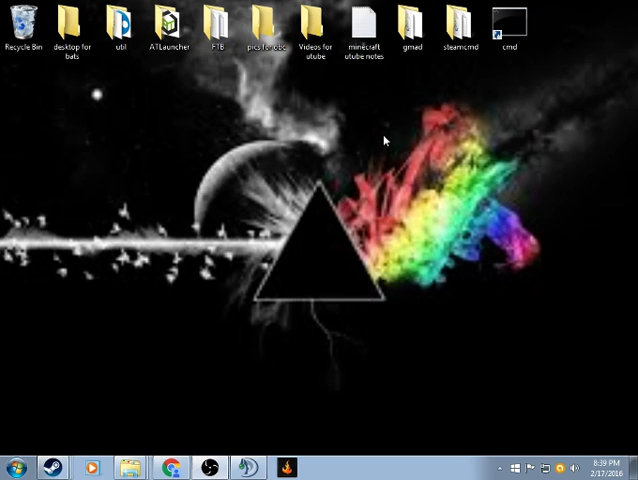 Recycle Bin
desktop for
bats
util
ATLauncher
FTB
pics for obc
Videos for
utube
minecraft
utube notes
gmad
steamcmd
cmd
8:39 PM
2/17/2016